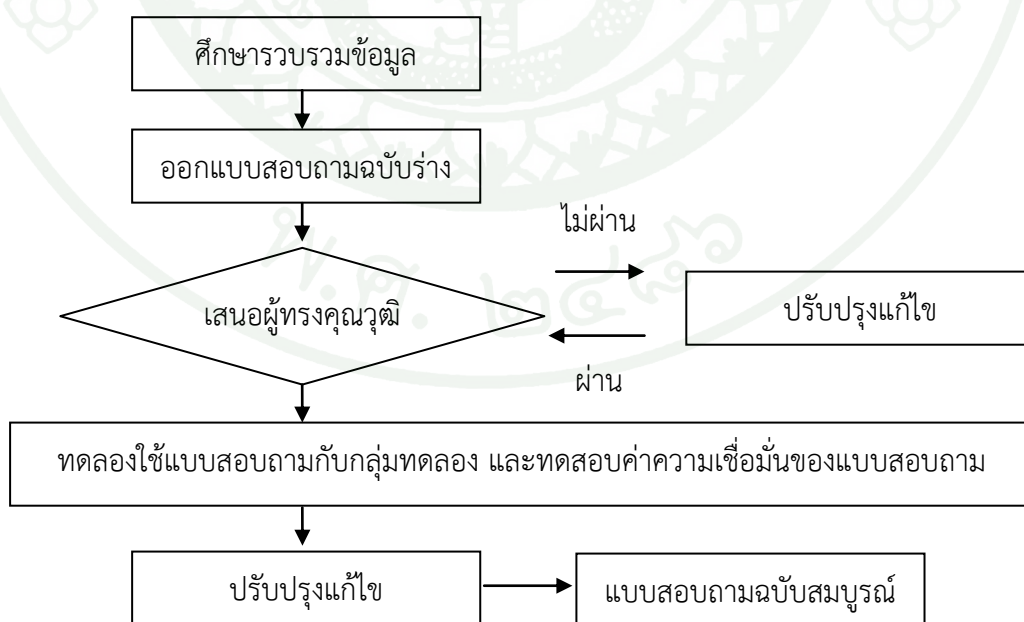 ศึกษารวบรวมข้อมูล
ออกแบบสอบถามฉบับร่าง
ไม่ผ่าน
เสนอผู้ทรงคุณวุฒิ
ปรับปรุงแก้ไข
ผ่าน
ทดลองใช้แบบสอบถามกับกลุ่มทดลอง และทดสอบค่าความเชื่อมั่นของแบบสอบถาม
ปรับปรุงแก้ไข
แบบสอบถามฉบับสมบูรณ์
พ.ศ. ๒๔๘๖